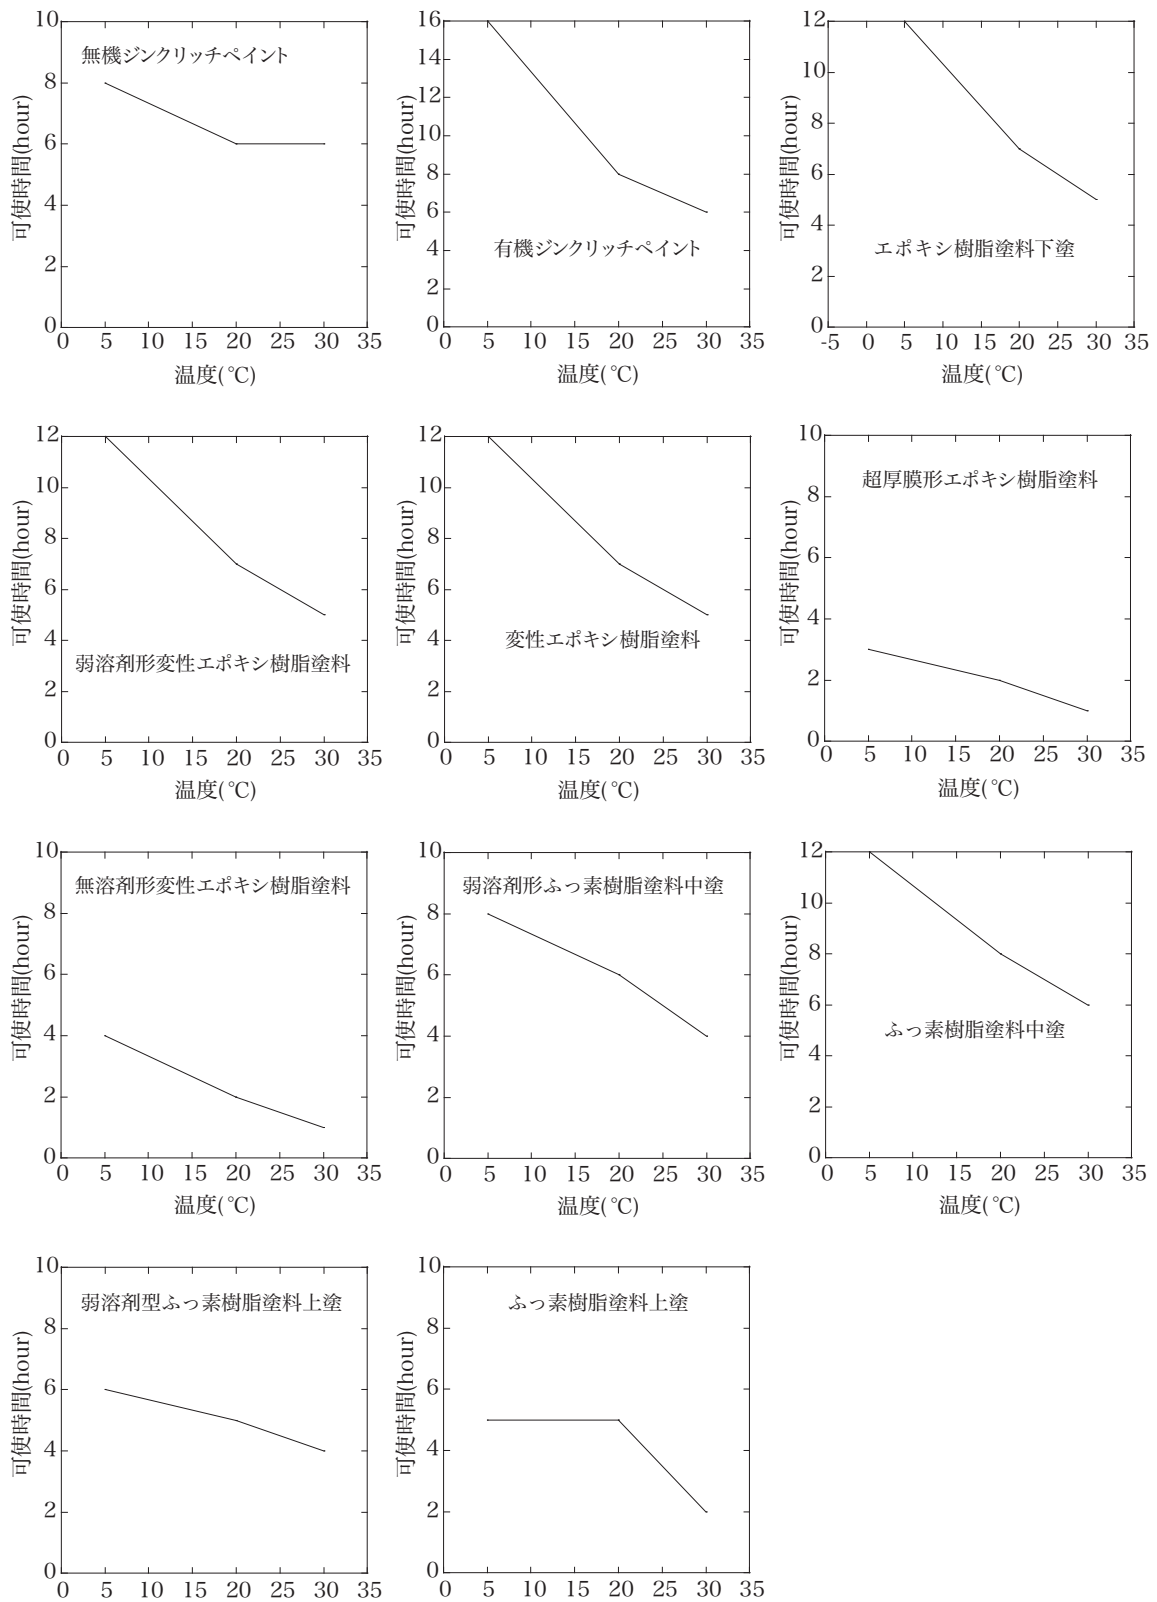 10
8
6
4
2
0
可使時間(hour)
無機ジンクリッチペイント
0 5 10 15 20 25 30 35
温度(℃)
16
14
12
10
8
6
4
2
0
可使時間(hour)
有機ジンクリッチペイント
0 5 10 15 20 25 30 35
温度(℃)
12
10
8
6
4
2
0
可使時間(hour)
エポキシ樹脂塗料下塗
-5 0 5 10 15 20 25 30 35
温度(℃)
12
10
8
6
4
2
0
可使時間(hour)
弱溶剤形変性エポキシ樹脂塗料
0 5 10 15 20 25 30 35
温度(℃)
12
10
8
6
4
2
0
可使時間(hour)
変性エポキシ樹脂塗料
0 5 10 15 20 25 30 35
温度(℃)
10
8
6
4
2
0
可使時間(hour)
超厚膜形エポキシ樹脂塗料
0 5 10 15 20 25 30 35
温度(℃)
10
8
6
4
2
0
可使時間(hour)
無溶剤形変性エポキシ樹脂塗料
0 5 10 15 20 25 30 35
温度(℃)
10
8
6
4
2
0
可使時間(hour)
弱溶剤形ふっ素樹脂塗料中塗
0 5 10 15 20 25 30 35
温度(℃)
12
10
8
6
4
2
0
可使時間(hour)
ふっ素樹脂塗料中塗
0 5 10 15 20 25 30 35
温度(℃)
10
8
6
4
2
0
可使時間(hour)
弱溶剤型ふっ素樹脂塗料上塗
0 5 10 15 20 25 30 35
10
8
6
4
2
0
可使時間(hour)
ふっ素樹脂塗料上塗
0 5 10 15 20 25 30 35